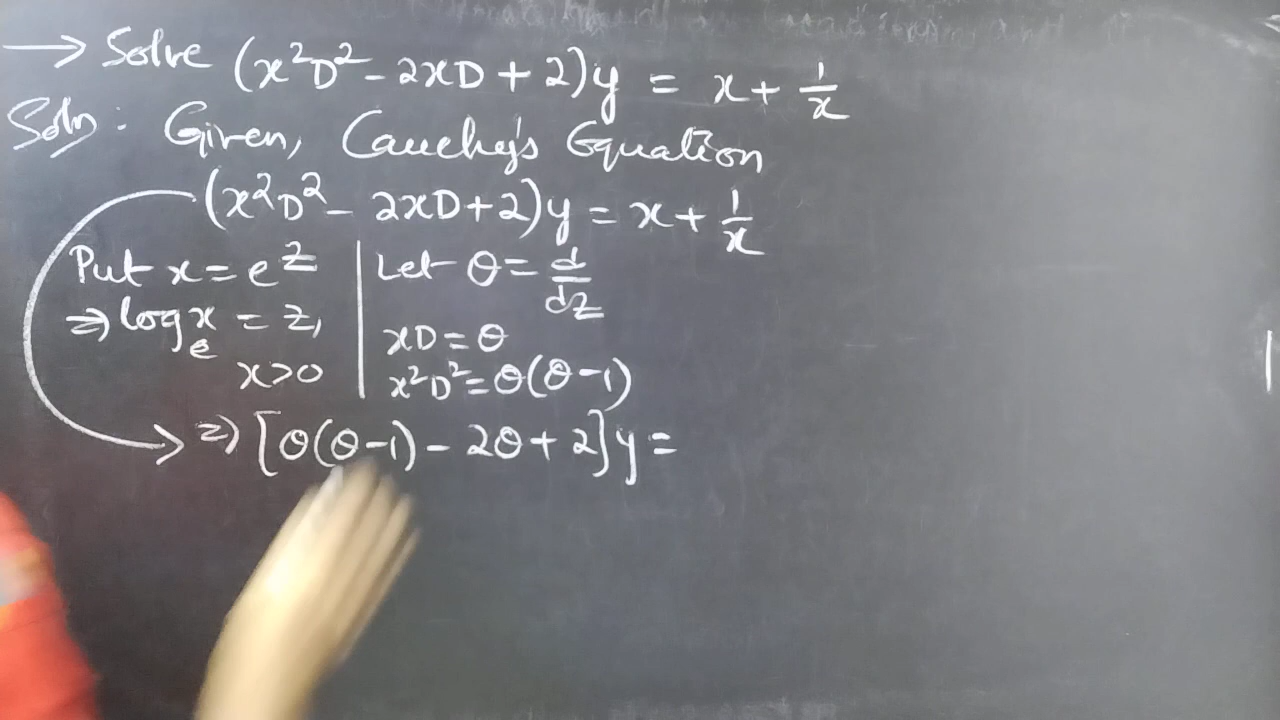 → Solve (x²D² - 2xD + 2)y = x + 1/x
Soln: Given, Cauchy's Equation
(x²D² - 2xD + 2)y = x + 1/x
Put x = e^z | Let θ = d/dz
⇒ logₑx = z, | xD = θ
x>0 | x²D² = θ(θ-1)
⇒ [θ(θ-1) - 2θ + 2]y =